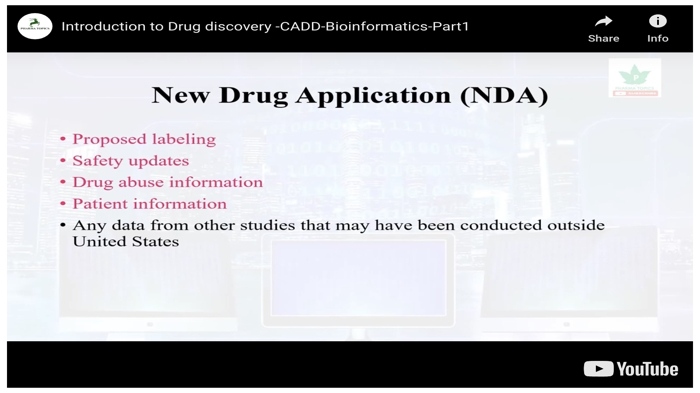 Introduction to Drug discovery -CADD-Bioinformatics-Part1
Share
Info
New Drug Application (NDA)
• Proposed labeling
• Safety updates
• Drug abuse information
• Patient information
• Any data from other studies that may have been conducted outside
United States
YouTube